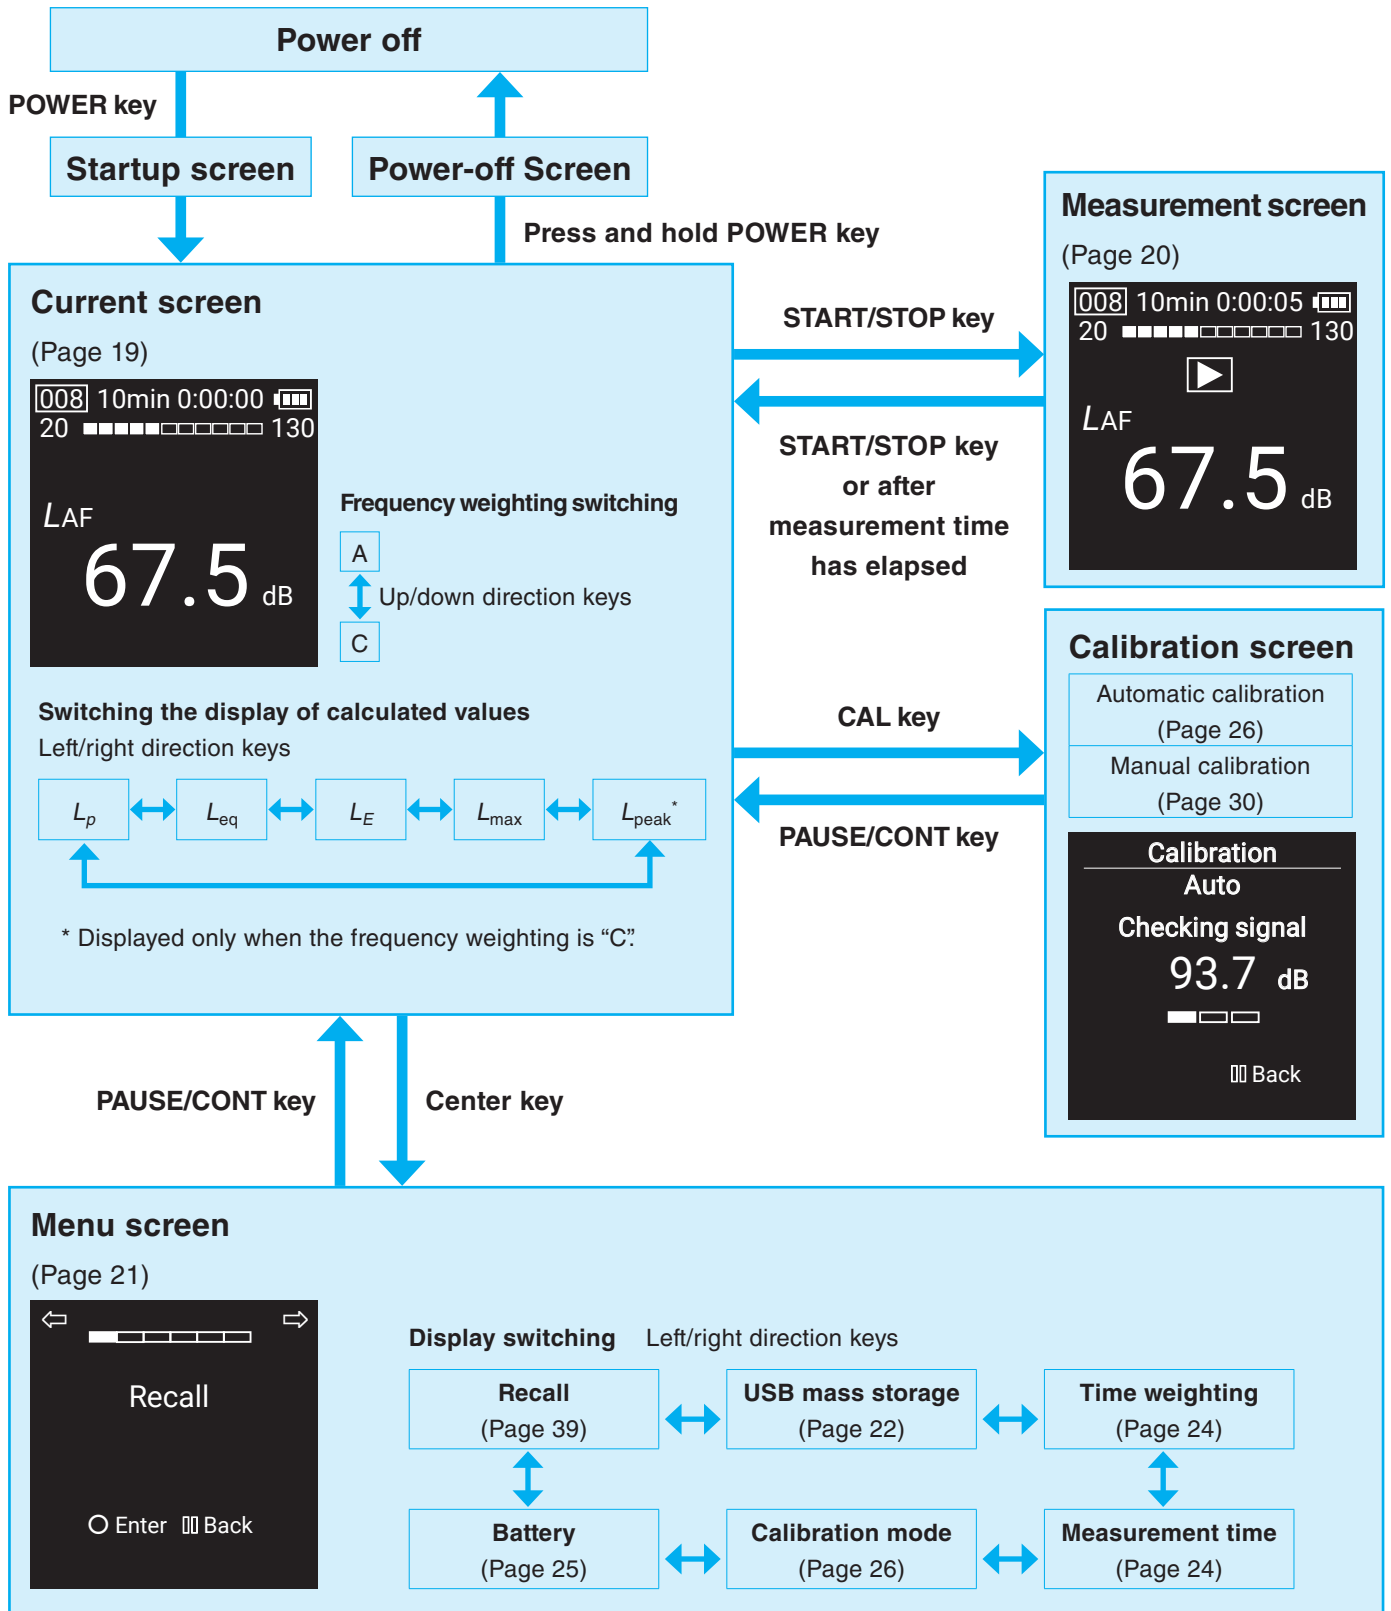 Power off
POWER key
Startup screen
Power-off Screen
Press and hold POWER key
Current screen
(Page 19)
008 10min 0:00:00
20 130
LAF
67.5 dB
Frequency weighting switching
A
Up/down direction keys
C
Switching the display of calculated values
Left/right direction keys
Lp Leq LE Lmax Lpeak*
* Displayed only when the frequency weighting is “C”.
START/STOP key
START/STOP key
or after
measurement time
has elapsed
Measurement screen
(Page 20)
008 10min 0:00:05
20 130
LAF
67.5 dB
CAL key
PAUSE/CONT key
Calibration screen
Automatic calibration
(Page 26)
Manual calibration
(Page 30)
Calibration
Auto
Checking signal
93.7 dB
Back
PAUSE/CONT key
Center key
Menu screen
(Page 21)
Recall
Enter Back
Display switching Left/right direction keys
Recall
(Page 39)
USB mass storage
(Page 22)
Time weighting
(Page 24)
Battery
(Page 25)
Calibration mode
(Page 26)
Measurement time
(Page 24)